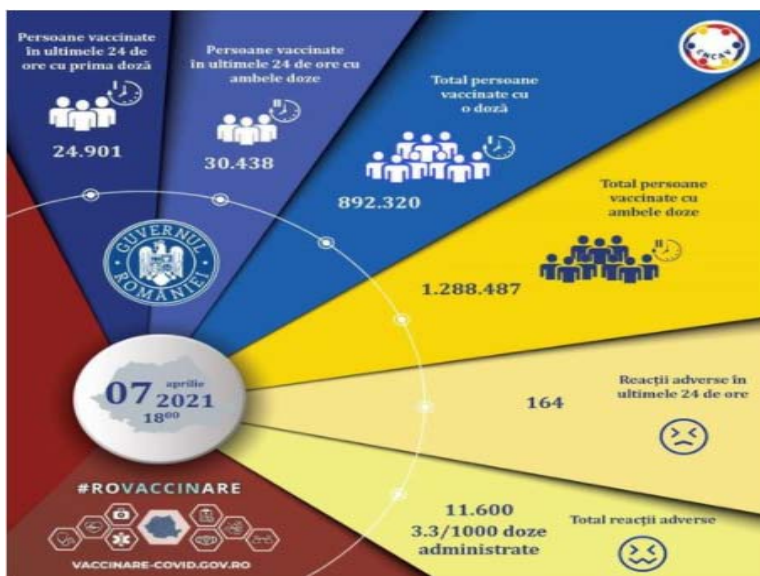 Persoane vaccinate
în ultimele 24 de
ore cu prima doză
24.901
Persoane vaccinate
în ultimele 24 de ore cu
ambele doze
30.438
Total persoane
vaccinate cu
o doză
892.320
Total persoane
vaccinate cu
ambele doze
1.288.487
Reacții adverse în
ultimele 24 de ore
164
Total reacții adverse
11.600
3.3/1000 doze
administrate
CNCAV
GUVERNUL
ROMÂNIEI
07 aprilie
2021
18⁰⁰
#ROVACCINARE
VACCINARE-COVID.GOV.RO